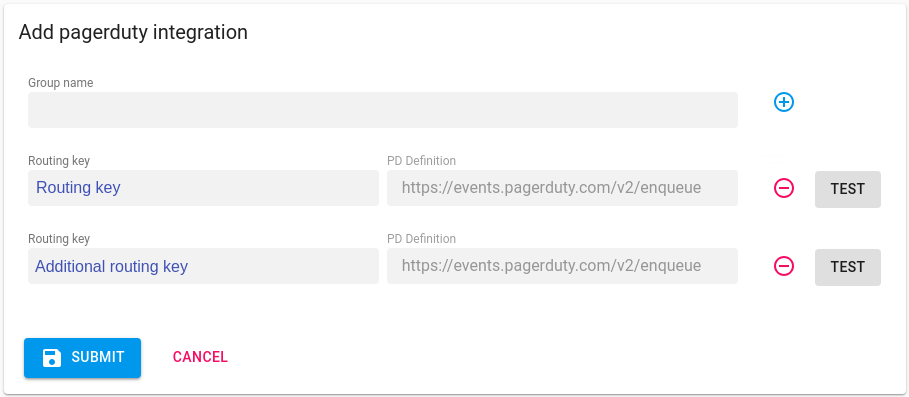 Add pagerduty integration
Group name
Routing key
PD Definition
Routing key
https://events.pagerduty.com/v2/enqueue
TEST
Routing key
PD Definition
Additional routing key
https://events.pagerduty.com/v2/enqueue
TEST
SUBMIT
CANCEL